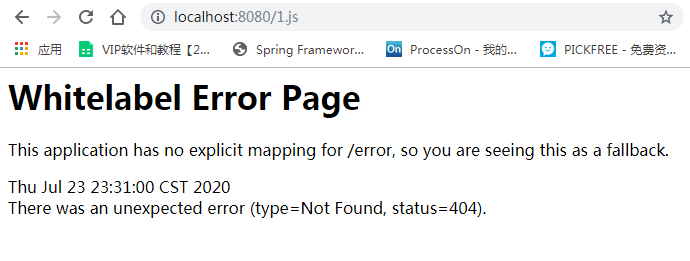 localhost:8080/1.js
应用 VIP软件和教程【2... Spring Framewor... On ProcessOn - 我的... PICKFREE - 免费资...
Whitelabel Error Page
This application has no explicit mapping for /error, so you are seeing this as a fallback.
Thu Jul 23 23:31:00 CST 2020
There was an unexpected error (type=Not Found, status=404).